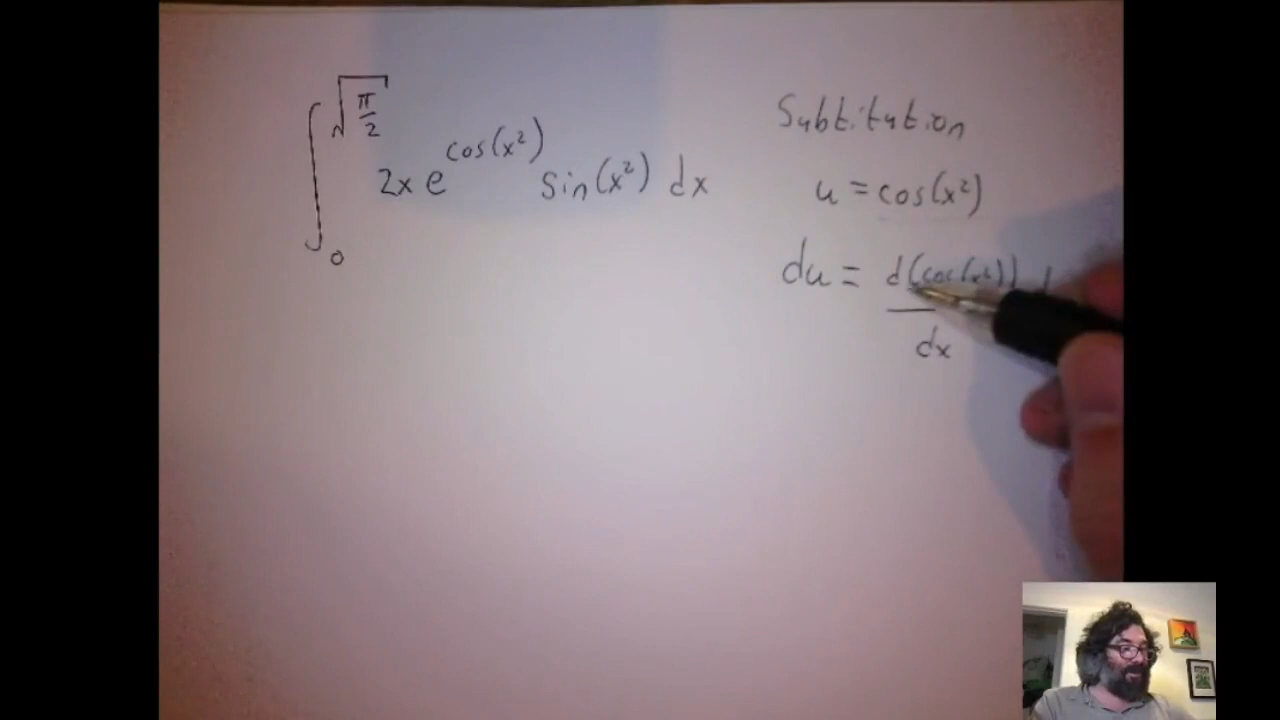 ∫₀^√(π/2) 2x e^cos(x²) sin(x²) dx
Subtitution
u = cos(x²)
du = d(cos(x²))
dx